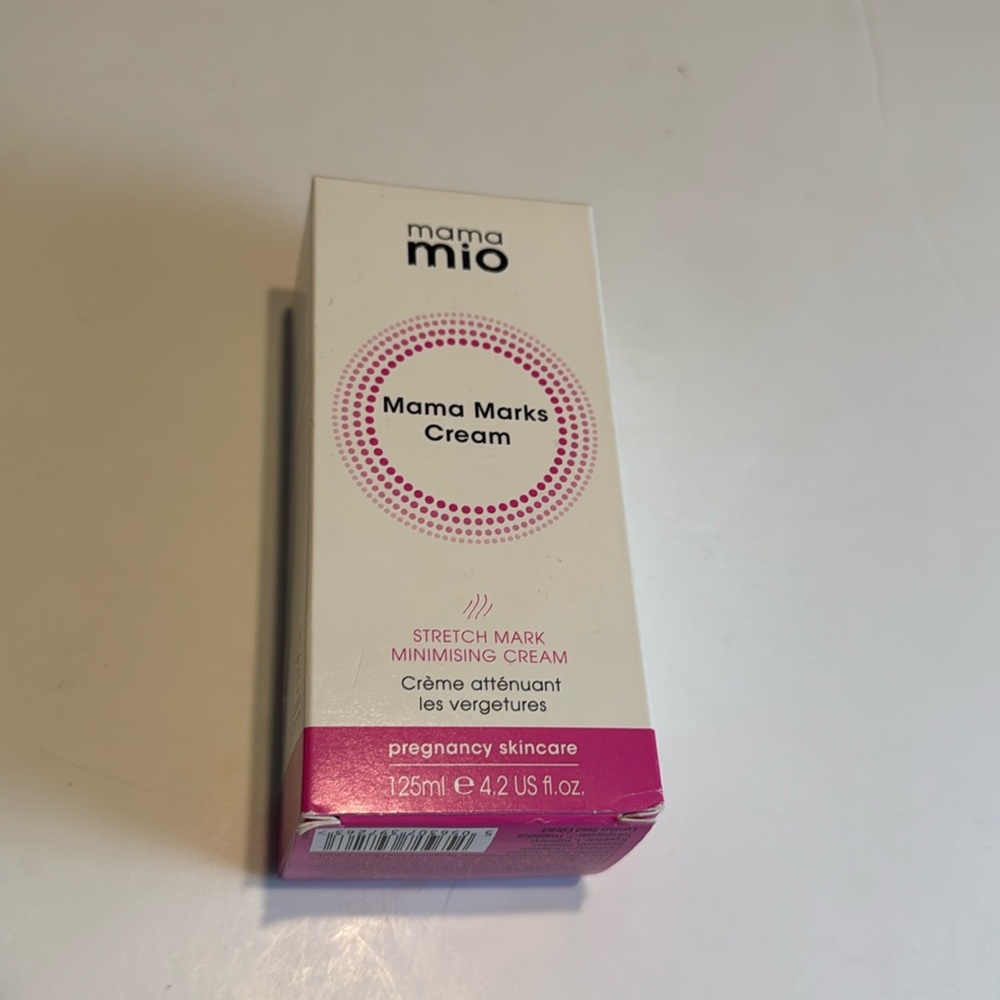 mama
mio
Mama Marks
Cream
STRETCH MARK
MINIMISING CREAM
Crème atténuant
les vergetures
pregnancy skincare
125ml ℮ 4.2 US fl.oz.